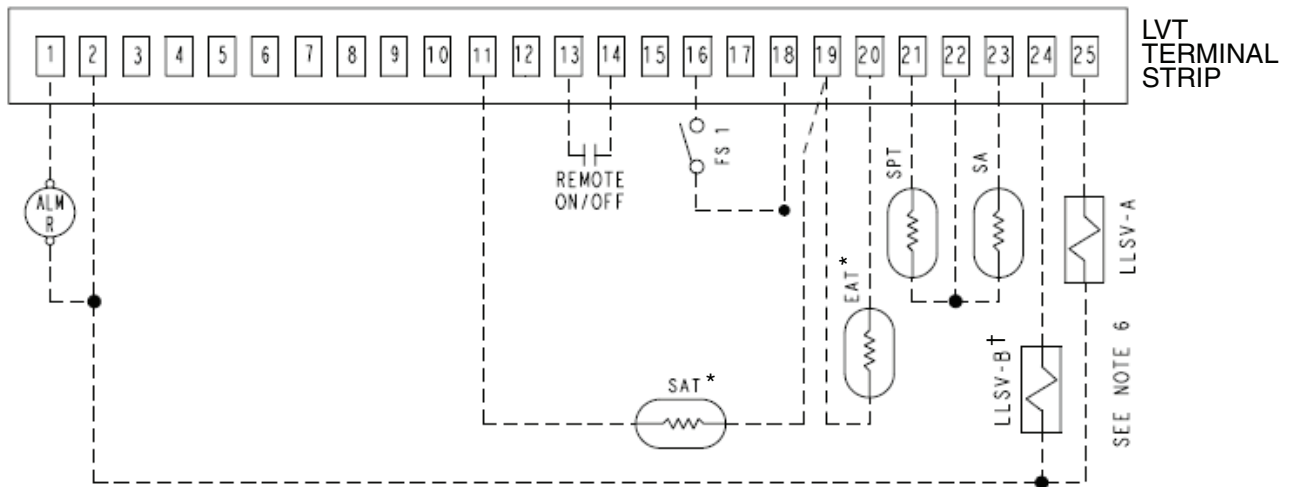 1 2 3 4 5 6 7 8 9 10 11 12 13 14 15 16 17 18 19 20 21 22 23 24 25
LVT
TERMINAL
STRIP
ALM
R
REMOTE
ON/OFF
FS 1
SPT
SA
LLSV-A
EAT*
SAT*
LLSV-B†
SEE NOTE 6